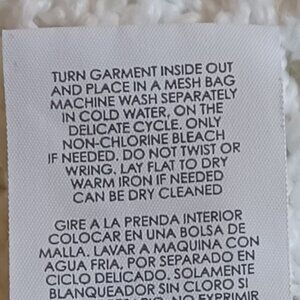 TURN GARMENT INSIDE OUT
AND PLACE IN A MESH BAG
MACHINE WASH SEPARATELY
IN COLD WATER, ON THE
DELICATE CYCLE. ONLY
NON-CHLORINE BLEACH
IF NEEDED. DO NOT TWIST OR
WRING. LAY FLAT TO DRY
WARM IRON IF NEEDED
CAN BE DRY CLEANED
GIRE A LA PRENDA INTERIOR
COLOCAR EN UNA BOLSA DE
MALLA. LAVAR A MAQUINA CON
AGUA FRIA, POR SEPARADO EN
CICLO DELICADO. SOLAMENTE
BLANQUEADOR SIN CLORO SI